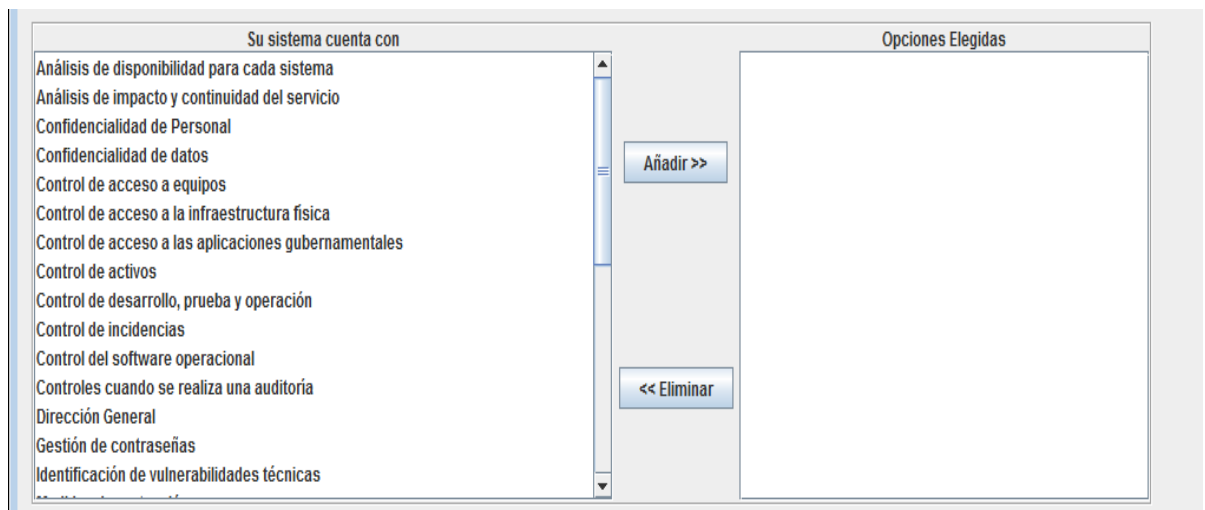 Su sistema cuenta con
Opciones Elegidas
Análisis de disponibilidad para cada sistema
Análisis de impacto y continuidad del servicio
Confidencialidad de Personal
Confidencialidad de datos
Control de acceso a equipos
Control de acceso a la infraestructura física
Control de acceso a las aplicaciones gubernamentales
Control de activos
Control de desarrollo, prueba y operación
Control de incidencias
Control del software operacional
Controles cuando se realiza una auditoría
Dirección General
Gestión de contraseñas
Identificación de vulnerabilidades técnicas
Añadir >>
<< Eliminar